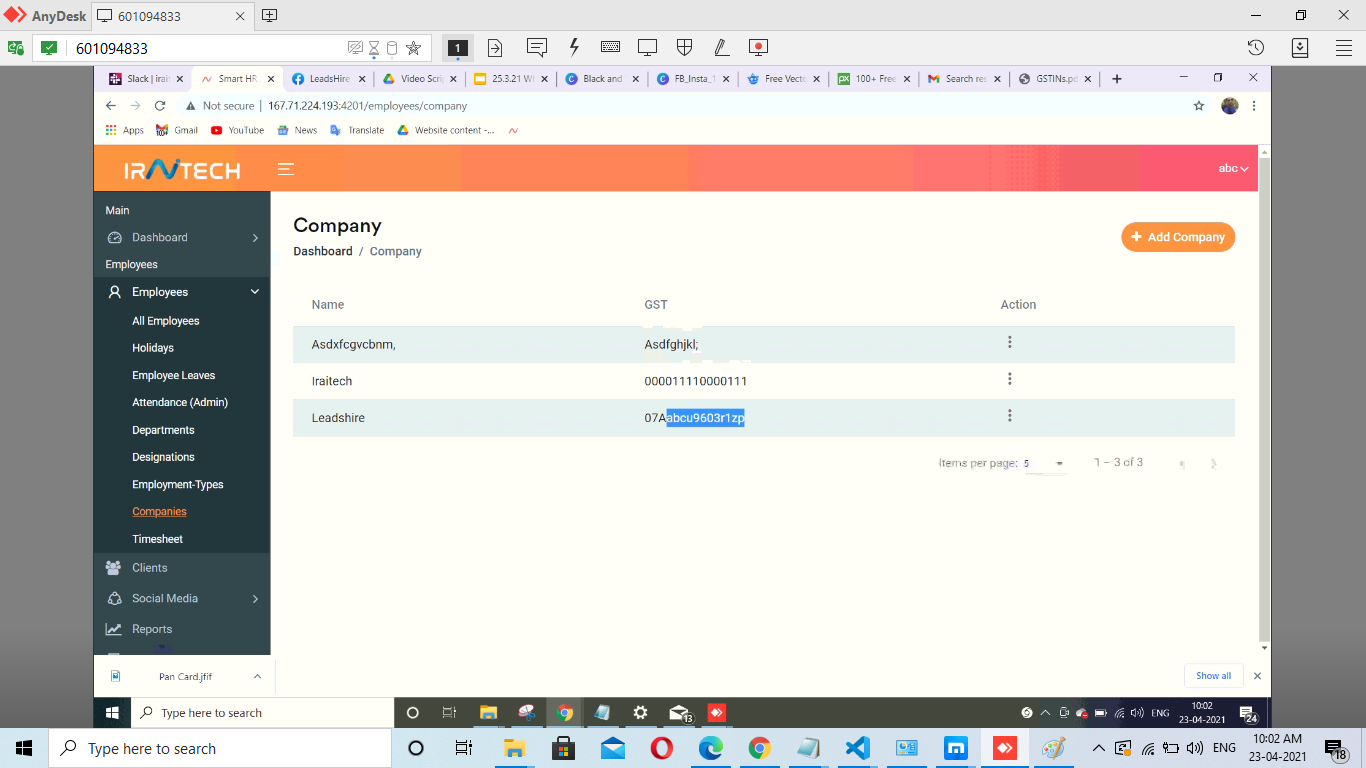 AnyDesk
601094833
601094833
1
Slack | irai
Smart HR
LeadsHire
Video Scri
25.3.21 Wh
Black and
FB_Insta_1
Free Vecto
100+ Free
Search res
GSTINs.pd
Not secure | 167.71.224.193:4201/employees/company
Apps
Gmail
YouTube
News
Translate
Website content -...
IRAITECH
abc
Main
Dashboard
Employees
Employees
All Employees
Holidays
Employee Leaves
Attendance (Admin)
Departments
Designations
Employment-Types
Companies
Timesheet
Clients
Social Media
Reports
Company
Dashboard / Company
+ Add Company
Name GST Action
Asdxfcgvcbnm, Asdfghjkl;
Iraitech 000011110000111
Leadshire 07Aabcu9603r1zp
Items per page: 5 1 – 3 of 3
Pan Card.jfif
Show all
Type here to search
13
ENG
10:02
23-04-2021
24
Type here to search
ENG
10:02 AM
23-04-2021
18